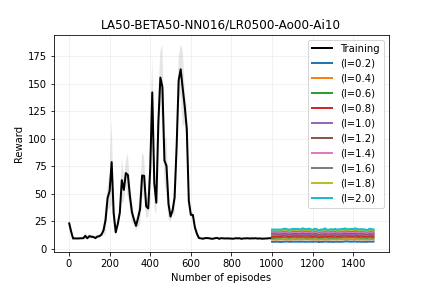 LA50-BETA50-NN016/LR0500-Ao00-Ai10
Reward
175
150
125
100
75
50
25
0
0 200 400 600 800 1000 1200 1400
Number of episodes
Training
(l=0.2)
(l=0.4)
(l=0.6)
(l=0.8)
(l=1.0)
(l=1.2)
(l=1.4)
(l=1.6)
(l=1.8)
(l=2.0)